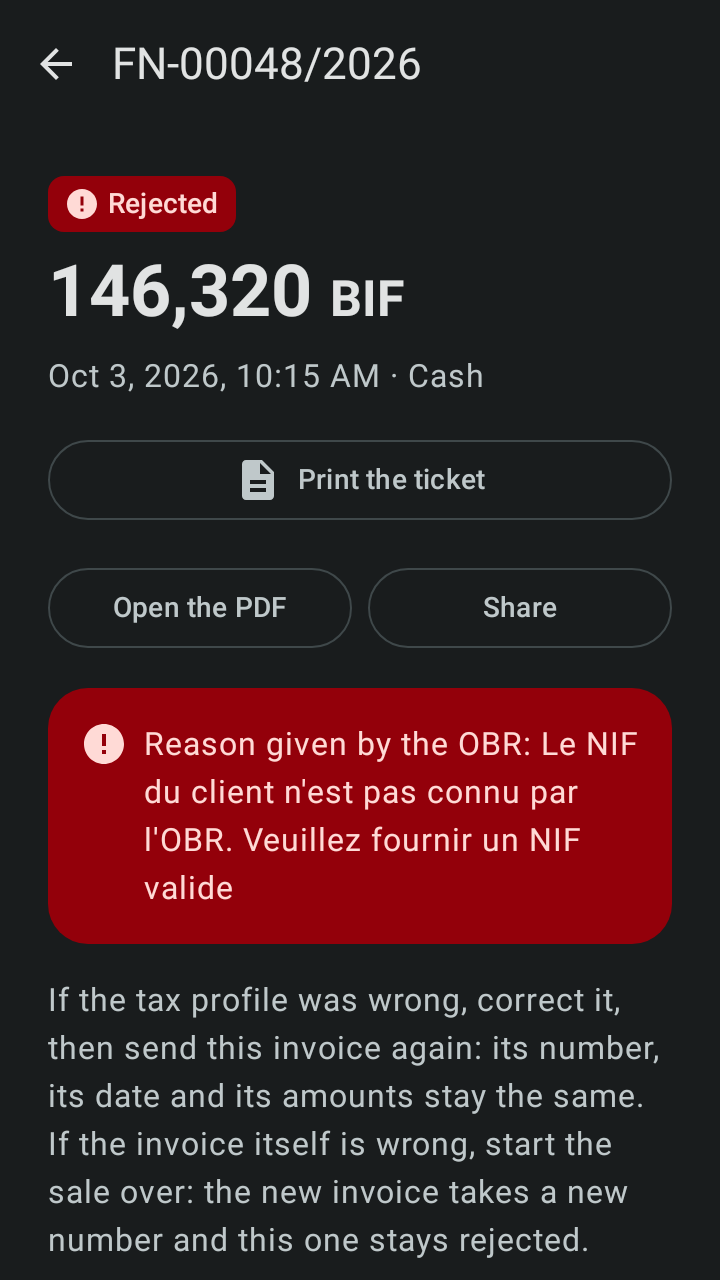 FN-00048/2026
Rejected
146,320 BIF
Oct 3, 2026, 10:15 AM · Cash
Print the ticket
Open the PDF
Share
Reason given by the OBR: Le NIF
du client n'est pas connu par
l'OBR. Veuillez fournir un NIF
valide
If the tax profile was wrong, correct it,
then send this invoice again: its number,
its date and its amounts stay the same.
If the invoice itself is wrong, start the
sale over: the new invoice takes a new
number and this one stays rejected.